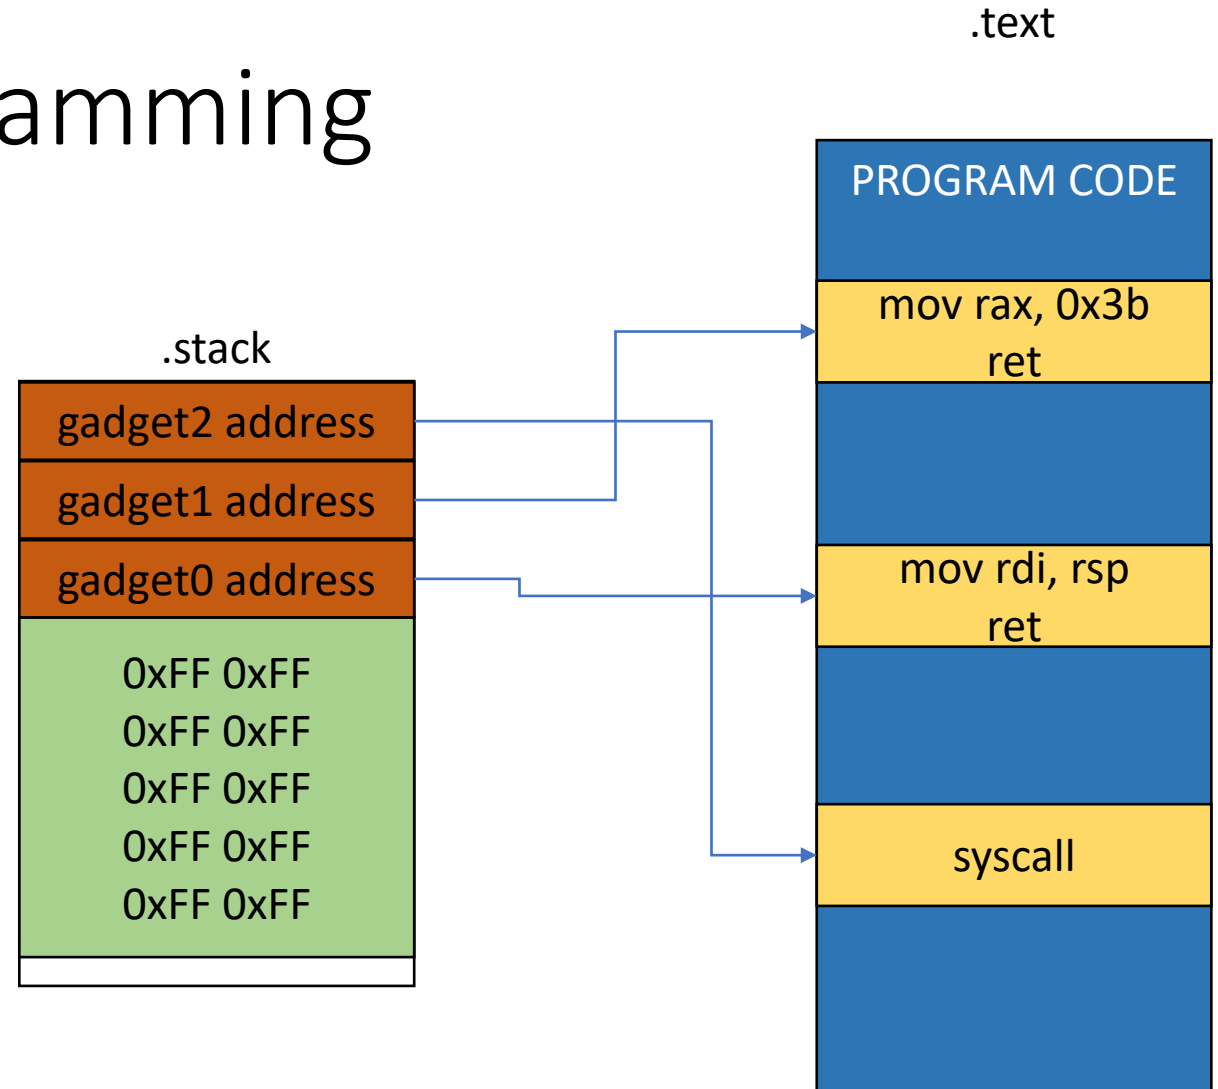 amming
.stack
gadget2 address
gadget1 address
gadget0 address
0xFF 0xFF
0xFF 0xFF
0xFF 0xFF
0xFF 0xFF
0xFF 0xFF
.text
PROGRAM CODE
mov rax, 0x3b
ret
mov rdi, rsp
ret
syscall